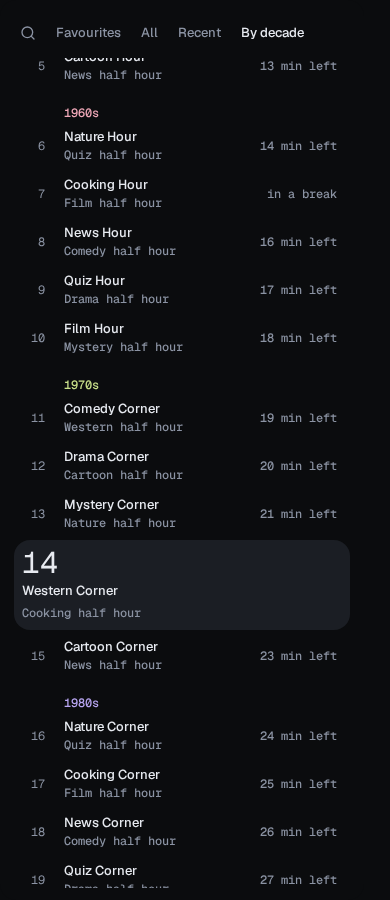 Favourites All Recent By decade
5 Cartoon Hour 13 min left
News half hour
1960s
6 Nature Hour 14 min left
Quiz half hour
7 Cooking Hour in a break
Film half hour
8 News Hour 16 min left
Comedy half hour
9 Quiz Hour 17 min left
Drama half hour
10 Film Hour 18 min left
Mystery half hour
1970s
11 Comedy Corner 19 min left
Western half hour
12 Drama Corner 20 min left
Cartoon half hour
13 Mystery Corner 21 min left
Nature half hour
14
Western Corner
Cooking half hour
15 Cartoon Corner 23 min left
News half hour
1980s
16 Nature Corner 24 min left
Quiz half hour
17 Cooking Corner 25 min left
Film half hour
18 News Corner 26 min left
Comedy half hour
19 Quiz Corner 27 min left
Drama half hour